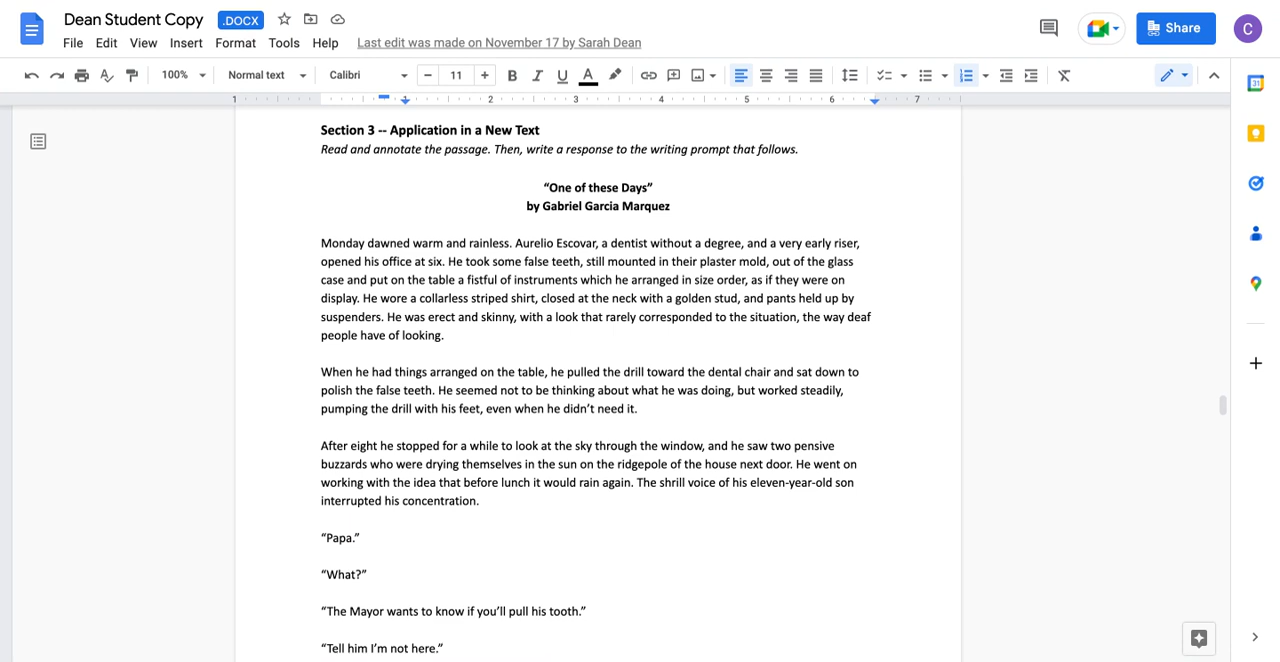 Dean Student Copy .DOCX
File Edit View Insert Format Tools Help Last edit was made on November 17 by Sarah Dean
Share
C
100% Normal text Calibri − 11 + B I U A
1 1 2 3 4 5 6 7
31
Section 3 -- Application in a New Text
Read and annotate the passage. Then, write a response to the writing prompt that follows.
“One of these Days”
by Gabriel Garcia Marquez
Monday dawned warm and rainless. Aurelio Escovar, a dentist without a degree, and a very early riser,
opened his office at six. He took some false teeth, still mounted in their plaster mold, out of the glass
case and put on the table a fistful of instruments which he arranged in size order, as if they were on
display. He wore a collarless striped shirt, closed at the neck with a golden stud, and pants held up by
suspenders. He was erect and skinny, with a look that rarely corresponded to the situation, the way deaf
people have of looking.
When he had things arranged on the table, he pulled the drill toward the dental chair and sat down to
polish the false teeth. He seemed not to be thinking about what he was doing, but worked steadily,
pumping the drill with his feet, even when he didn’t need it.
After eight he stopped for a while to look at the sky through the window, and he saw two pensive
buzzards who were drying themselves in the sun on the ridgepole of the house next door. He went on
working with the idea that before lunch it would rain again. The shrill voice of his eleven-year-old son
interrupted his concentration.
“Papa.”
“What?”
“The Mayor wants to know if you’ll pull his tooth.”
“Tell him I’m not here.”